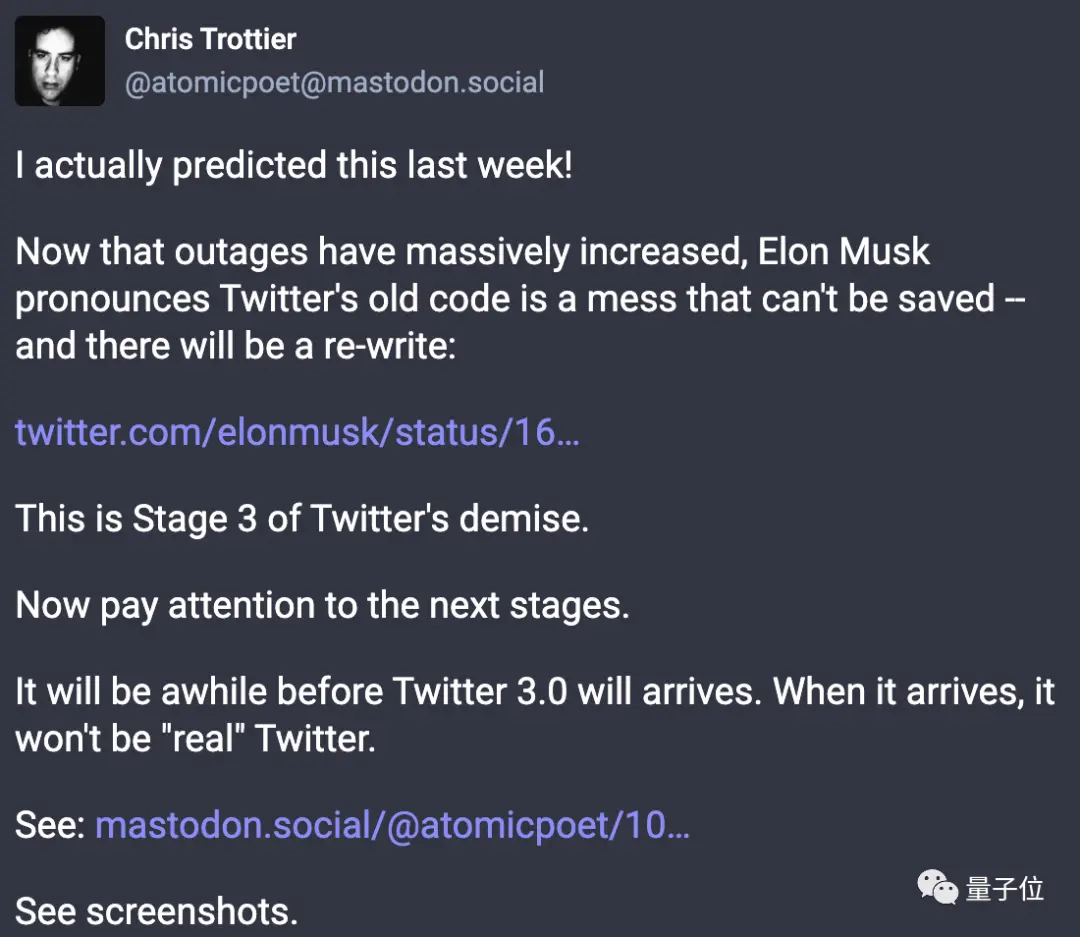 Chris Trottier
@atomicpoet@mastodon.social
I actually predicted this last week!
Now that outages have massively increased, Elon Musk
pronounces Twitter's old code is a mess that can't be saved --
and there will be a re-write:
twitter.com/elonmusk/status/16…
This is Stage 3 of Twitter's demise.
Now pay attention to the next stages.
It will be awhile before Twitter 3.0 will arrives. When it arrives, it
won't be "real" Twitter.
See: mastodon.social/@atomicpoet/10…
See screenshots.
量子位